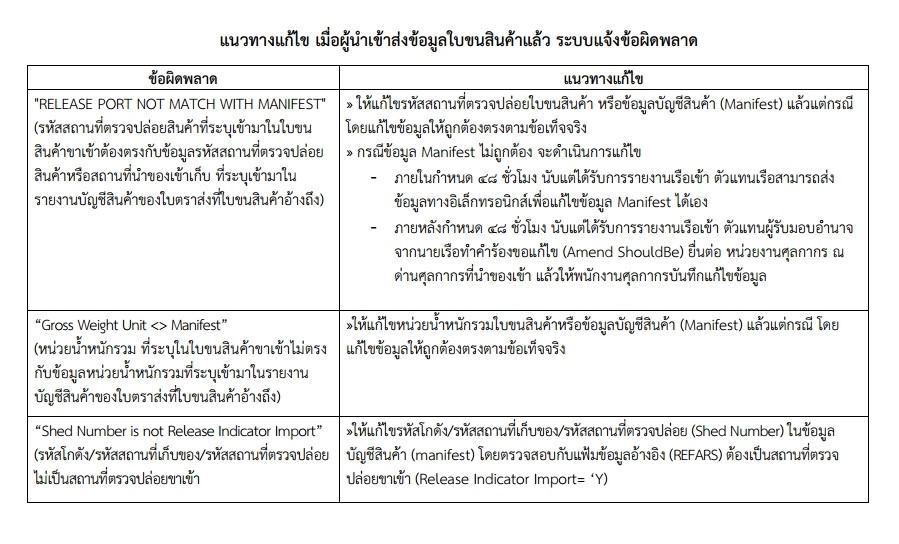 แนวทางแก้ไข เมื่อผู้นำเข้าส่งข้อมูลใบขนสินค้าแล้ว ระบบแจ้งข้อผิดพลาด
ข้อผิดพลาด
แนวทางแก้ไข
"RELEASE PORT NOT MATCH WITH MANIFEST"
(รหัสสถานที่ตรวจปล่อยสินค้าที่ระบุเข้ามาในใบขน
สินค้าขาเข้าต้องตรงกับข้อมูลรหัสสถานที่ตรวจปล่อย
สินค้าหรือสถานที่นำของเข้าเก็บ ที่ระบุเข้ามาใน
รายงานบัญชีสินค้าของใบตราส่งที่ใบขนสินค้าอ้างถึง)
» ให้แก้ไขรหัสสถานที่ตรวจปล่อยใบขนสินค้า หรือข้อมูลบัญชีสินค้า (Manifest) แล้วแต่กรณี
โดยแก้ไขข้อมูลให้ถูกต้องตรงตามข้อเท็จจริง
» กรณีข้อมูล Manifest ไม่ถูกต้อง จะดำเนินการแก้ไข
- ภายในกำหนด ๔๘ ชั่วโมง นับแต่ได้รับการรายงานเรือเข้า ตัวแทนเรือสามารถส่ง
ข้อมูลทางอิเล็กทรอนิกส์เพื่อแก้ไขข้อมูล Manifest ได้เอง
- ภายหลังกำหนด ๔๘ ชั่วโมง นับแต่ได้รับการรายงานเรือเข้า ตัวแทนผู้รับมอบอำนาจ
จากนายเรือทำคำร้องขอแก้ไข (Amend ShouldBe) ยื่นต่อ หน่วยงานศุลกากร ณ
ด่านศุลกากรที่นำของเข้า แล้วให้พนักงานศุลกากรบันทึกแก้ไขข้อมูล
“Gross Weight Unit <> Manifest”
(หน่วยน้ำหนักรวม ที่ระบุในใบขนสินค้าขาเข้าไม่ตรง
กับข้อมูลหน่วยน้ำหนักรวมที่ระบุเข้ามาในรายงาน
บัญชีสินค้าของใบตราส่งที่ใบขนสินค้าอ้างถึง)
»ให้แก้ไขหน่วยน้ำหนักรวมใบขนสินค้าหรือข้อมูลบัญชีสินค้า (Manifest) แล้วแต่กรณี โดย
แก้ไขข้อมูลให้ถูกต้องตรงตามข้อเท็จจริง
“Shed Number is not Release Indicator Import”
(รหัสโกดัง/รหัสสถานที่เก็บของ/รหัสสถานที่ตรวจปล่อย
ไม่เป็นสถานที่ตรวจปล่อยขาเข้า
»ให้แก้ไขรหัสโกดัง/รหัสสถานที่เก็บของ/รหัสสถานที่ตรวจปล่อย (Shed Number) ในข้อมูล
บัญชีสินค้า (manifest) โดยตรวจสอบกับแฟ้มข้อมูลอ้างอิง (REFARS) ต้องเป็นสถานที่ตรวจ
ปล่อยขาเข้า (Release Indicator Import= ‘Y)